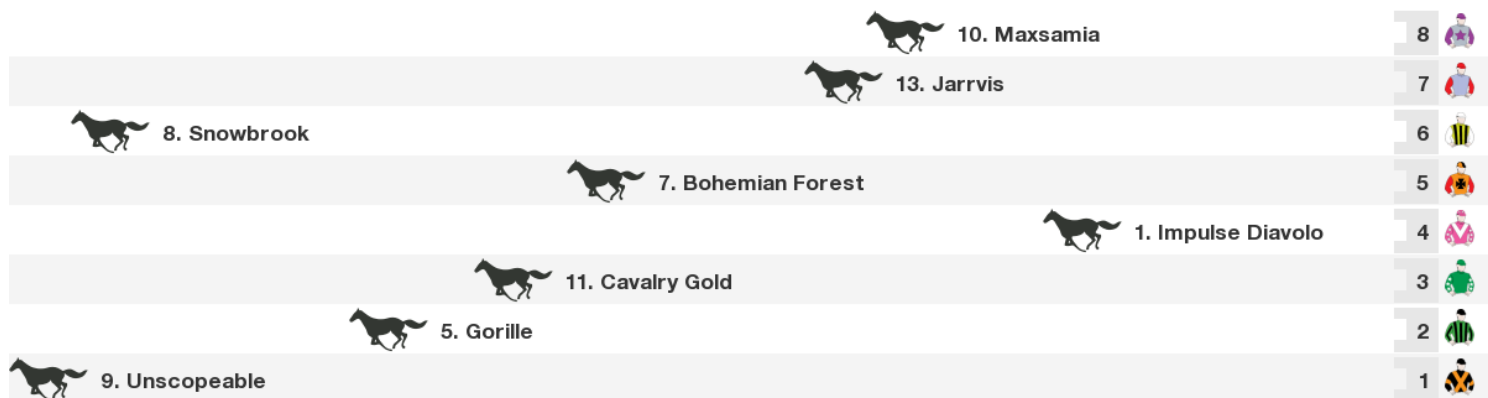 10. Maxsamia 8
13. Jarrvis 7
8. Snowbrook 6
7. Bohemian Forest 5
1. Impulse Diavolo 4
11. Cavalry Gold 3
5. Gorille 2
9. Unscopeable 1